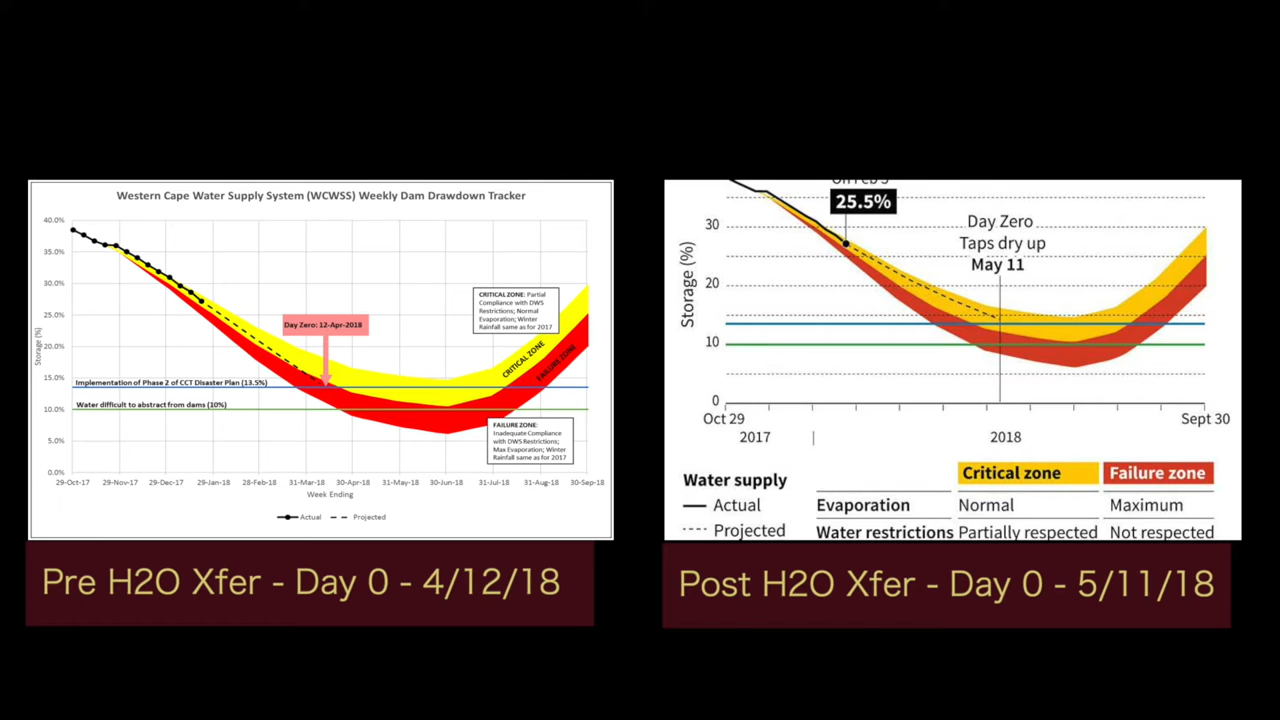 Western Cape Water Supply System (WCWSS) Weekly Dam Drawdown Tracker
40.0%
35.0%
30.0%
25.0%
20.0%
15.0%
10.0%
5.0%
0.0%
Storage (%)
CRITICAL ZONE: Partial
Compliance with DWS
Restrictions; Normal
Evaporation; Winter
Rainfall same as for 2017
Day Zero: 12-Apr-2018
CRITICAL ZONE
FAILURE ZONE
Implementation of Phase 2 of CCT Disaster Plan (13.5%)
Water difficult to abstract from dams (10%)
FAILURE ZONE:
Inadequate Compliance
with DWS Restrictions;
Max Evaporation; Winter
Rainfall same as for 2017
29-Oct-17 29-Nov-17 29-Dec-17 29-Jan-18 28-Feb-18 31-Mar-18 30-Apr-18 31-May-18 30-Jun-18 31-Jul-18 31-Aug-18 30-Sep-18
Week Ending
Actual Projected
Pre H2O Xfer - Day 0 - 4/12/18
On Feb 5
25.5%
Day Zero
Taps dry up
May 11
30
20
10
0
Storage (%)
Oct 29 Sept 30
2017 | 2018
Water supply
Actual
Projected
Critical zone Failure zone
Evaporation Normal Maximum
Water restrictions Partially respected Not respected
Post H2O Xfer - Day 0 - 5/11/18